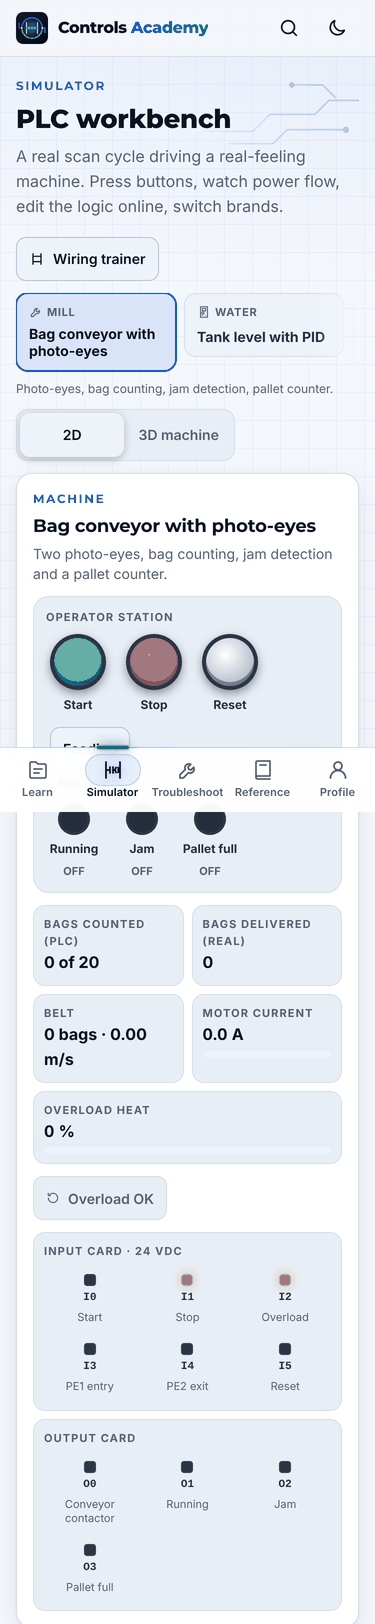 Controls Academy
SIMULATOR
PLC workbench
A real scan cycle driving a real-feeling
machine. Press buttons, watch power flow,
edit the logic online, switch brands.
Wiring trainer
MILL
Bag conveyor with
photo-eyes
WATER
Tank level with PID
Photo-eyes, bag counting, jam detection, pallet counter.
2D
3D machine
MACHINE
Bag conveyor with photo-eyes
Two photo-eyes, bag counting, jam detection
and a pallet counter.
OPERATOR STATION
Start
Stop
Reset
Learn
Simulator
Troubleshoot
Reference
Profile
Running
Jam
Pallet full
OFF
OFF
OFF
BAGS COUNTED
(PLC)
0 of 20
BAGS DELIVERED
(REAL)
0
BELT
0 bags · 0.00
m/s
MOTOR CURRENT
0.0 A
OVERLOAD HEAT
0 %
Overload OK
INPUT CARD · 24 VDC
I0
I1
I2
Start
Stop
Overload
I3
I4
I5
PE1 entry
PE2 exit
Reset
OUTPUT CARD
O0
O1
O2
Conveyor
contactor
Running
Jam
O3
Pallet full